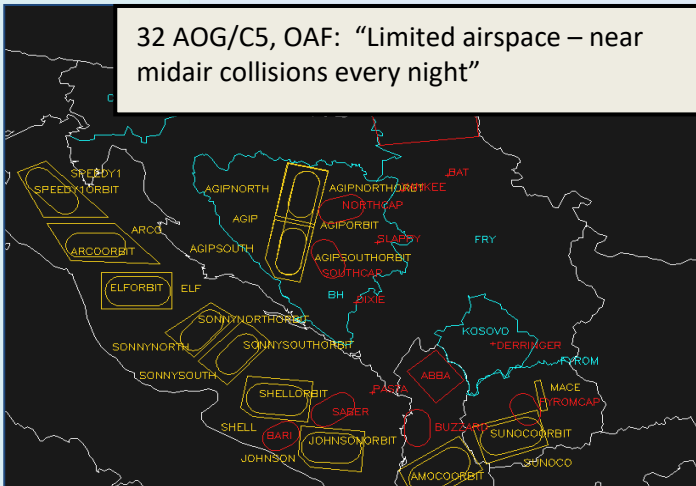 32 AOG/C5, OAF: “Limited airspace – near
midair collisions every night”
SPEEDY1
SPEEDY1ORBIT
ARCO
ARCOORBIT
ELFORBIT
ELF
AGIPNORTH
AGIPNORTHORBIT
NORTHCAP
BAT
AGIP
AGIPORBIT
SLAPPY
FRY
AGIPSOUTH
AGIPSOUTHORBIT
SOUTHCAP
BH
DIXIE
SONNYNORTHORBIT
SONNYNORTH
SONNYSOUTHORBIT
SONNYSOUTH
KOSOVO
DERRINGER
FYROM
ABBA
PASTA
MACE
FYROMCAP
SHELLORBIT
SABER
SHELL
BARI
BUZZARD
SUNOCOORBIT
JOHNSONORBIT
JOHNSON
SUNOCO
AMOCOORBIT